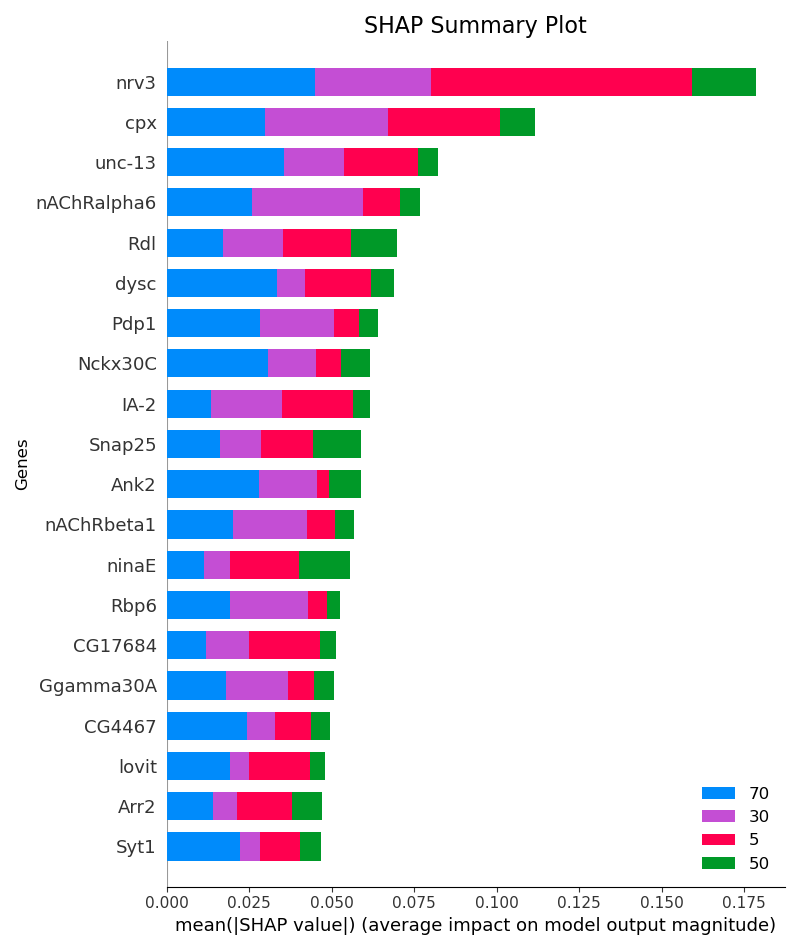 SHAP Summary Plot
Genes
nrv3
cpx
unc-13
nAChRalpha6
Rdl
dysc
Pdp1
Nckx30C
IA-2
Snap25
Ank2
nAChRbeta1
ninaE
Rbp6
CG17684
Ggamma30A
CG4467
lovit
Arr2
Syt1
70
30
5
50
0.000 0.025 0.050 0.075 0.100 0.125 0.150 0.175
mean(|SHAP value|) (average impact on model output magnitude)